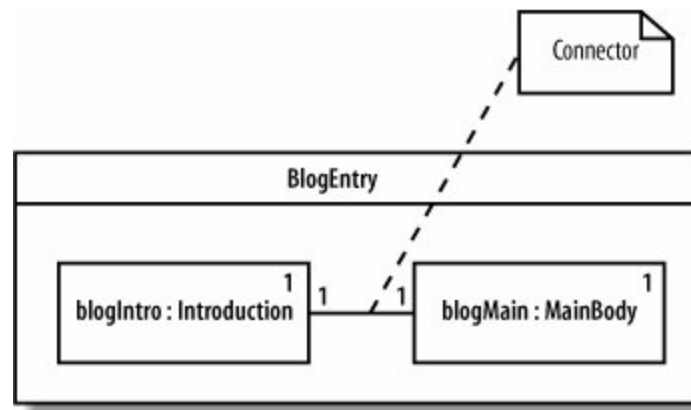 Connector
BlogEntry
1
blogIntro : Introduction
1
1
1
blogMain : MainBody